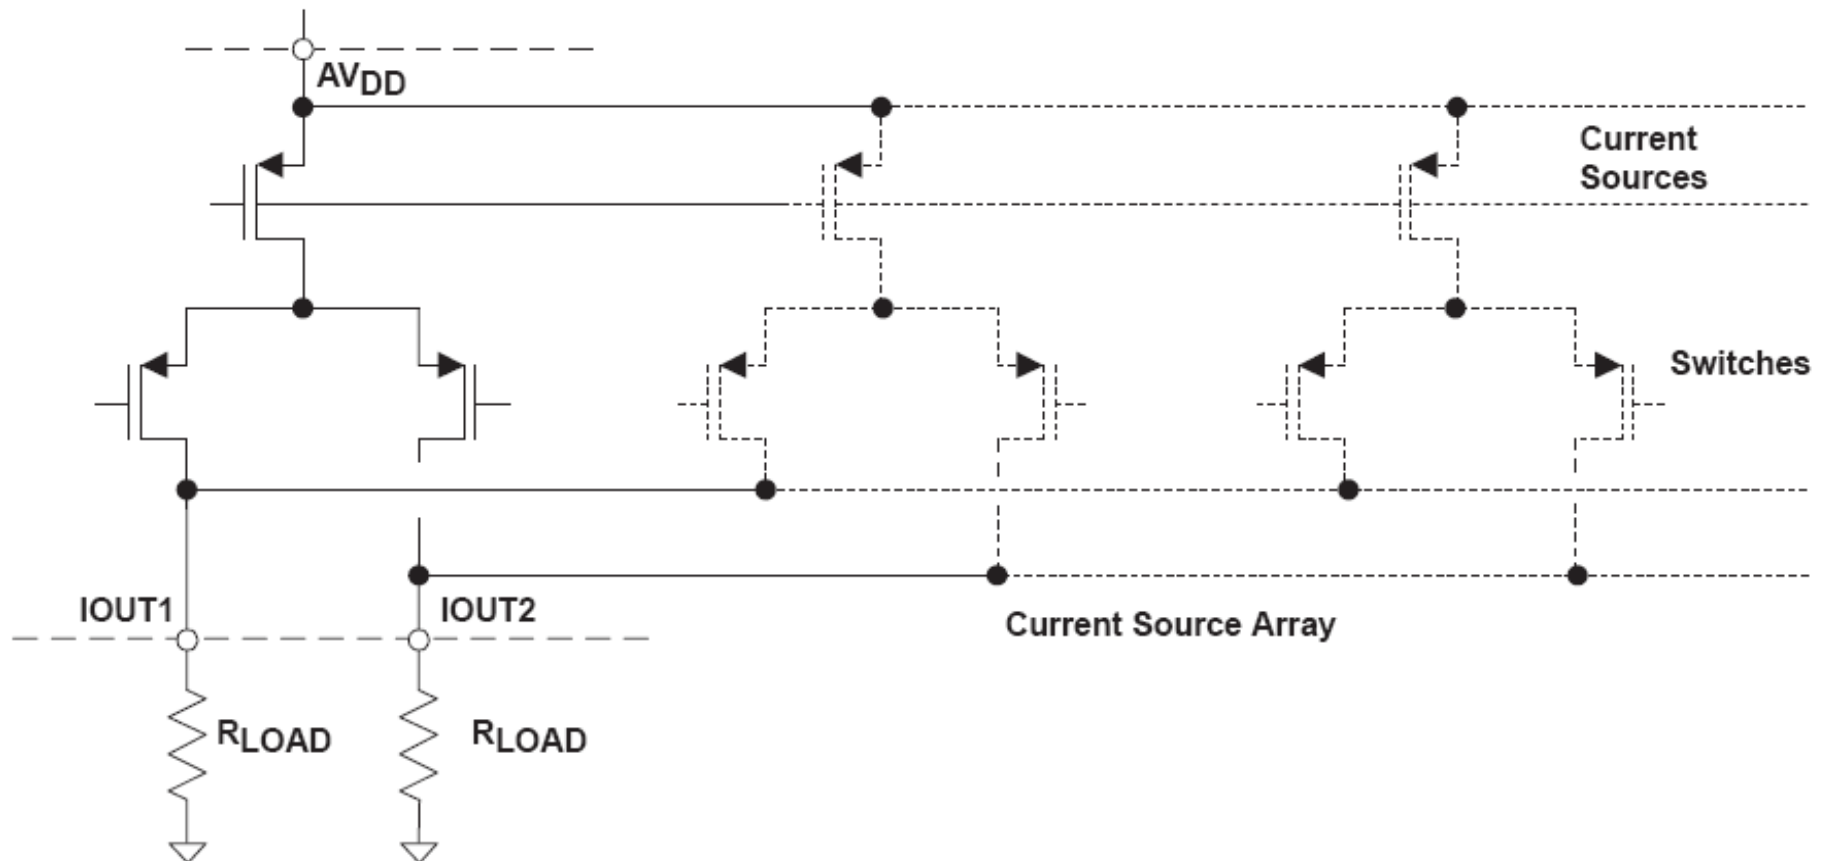 AVDD
Current
Sources
Switches
IOUT1
IOUT2
Current Source Array
RLOAD
RLOAD